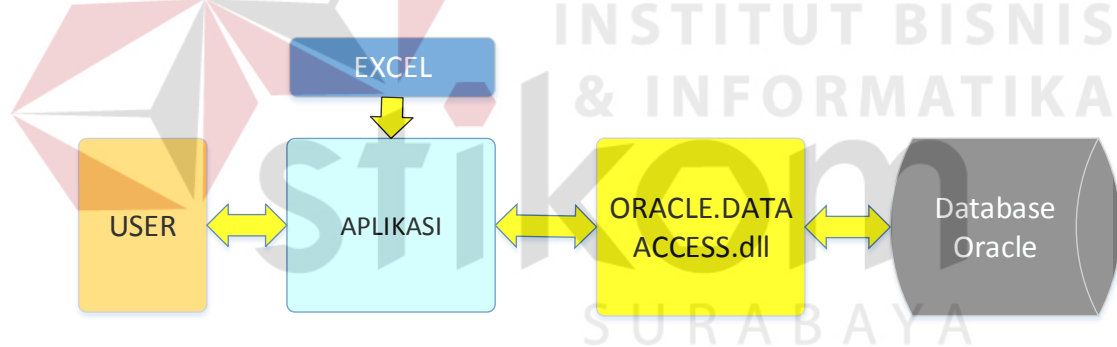 INSTITUT BISNIS
& INFORMATIKA
stikom
SURABAYA
EXCEL
USER
APLIKASI
ORACLE.DATA
ACCESS.dll
Database
Oracle